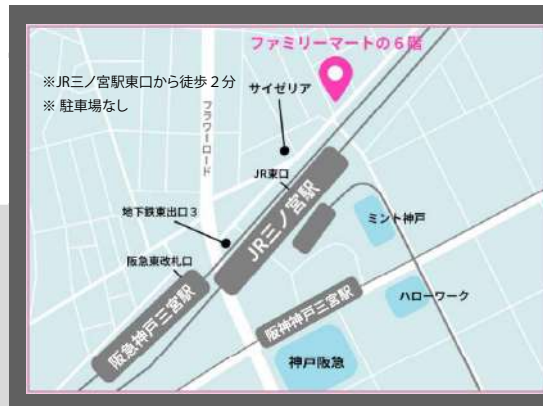 ファミリーマートの6階
※JR三ノ宮駅東口から徒歩2分
※ 駐車場なし
サイゼリア
フラワーロード
JR東口
JR三ノ宮駅
地下鉄東出口3
ミント神戸
阪急東改札口
阪急神戸三宮駅
阪神神戸三宮駅
ハローワーク
神戸阪急